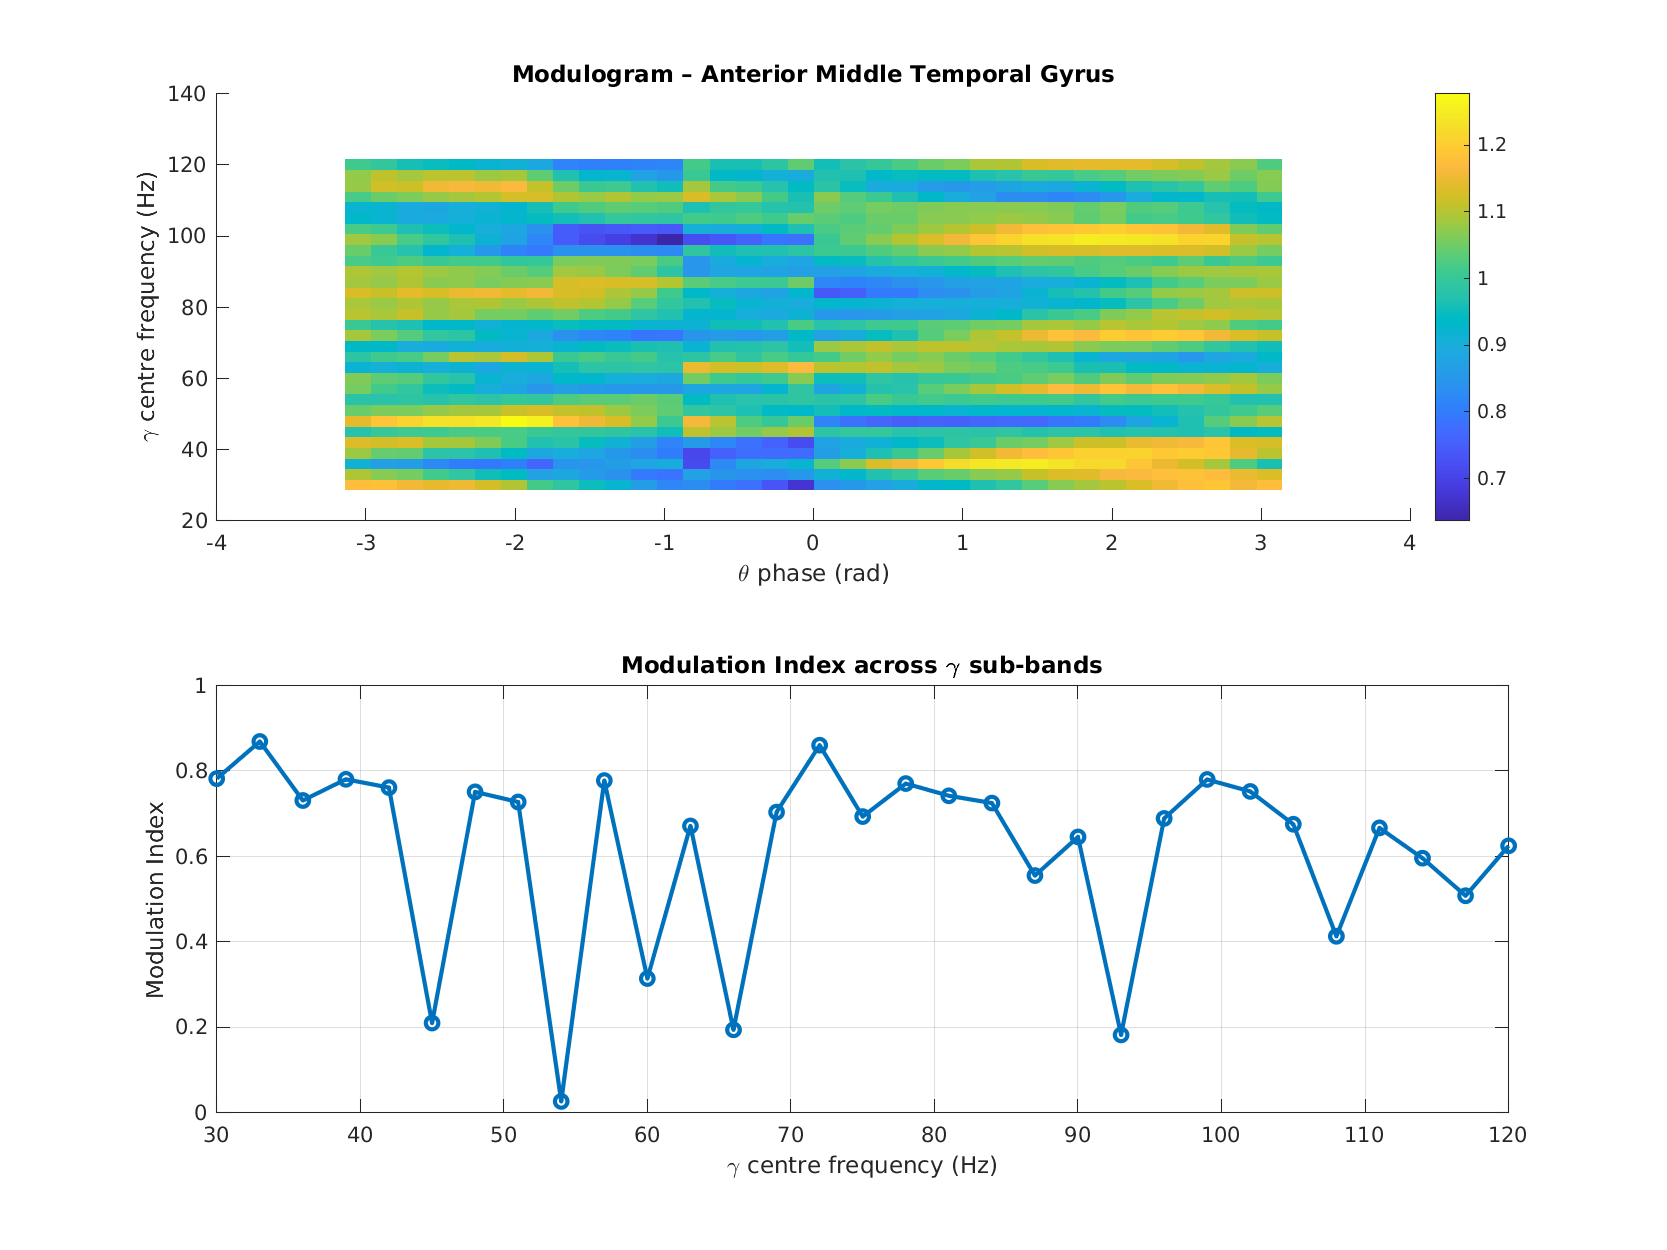 Modulogram – Anterior Middle Temporal Gyrus
γ centre frequency (Hz)
140
120
100
80
60
40
20
-4 -3 -2 -1 0 1 2 3 4
θ phase (rad)
1.2
1.1
1
0.9
0.8
0.7
Modulation Index across γ sub-bands
Modulation Index
1
0.8
0.6
0.4
0.2
0
30 40 50 60 70 80 90 100 110 120
γ centre frequency (Hz)